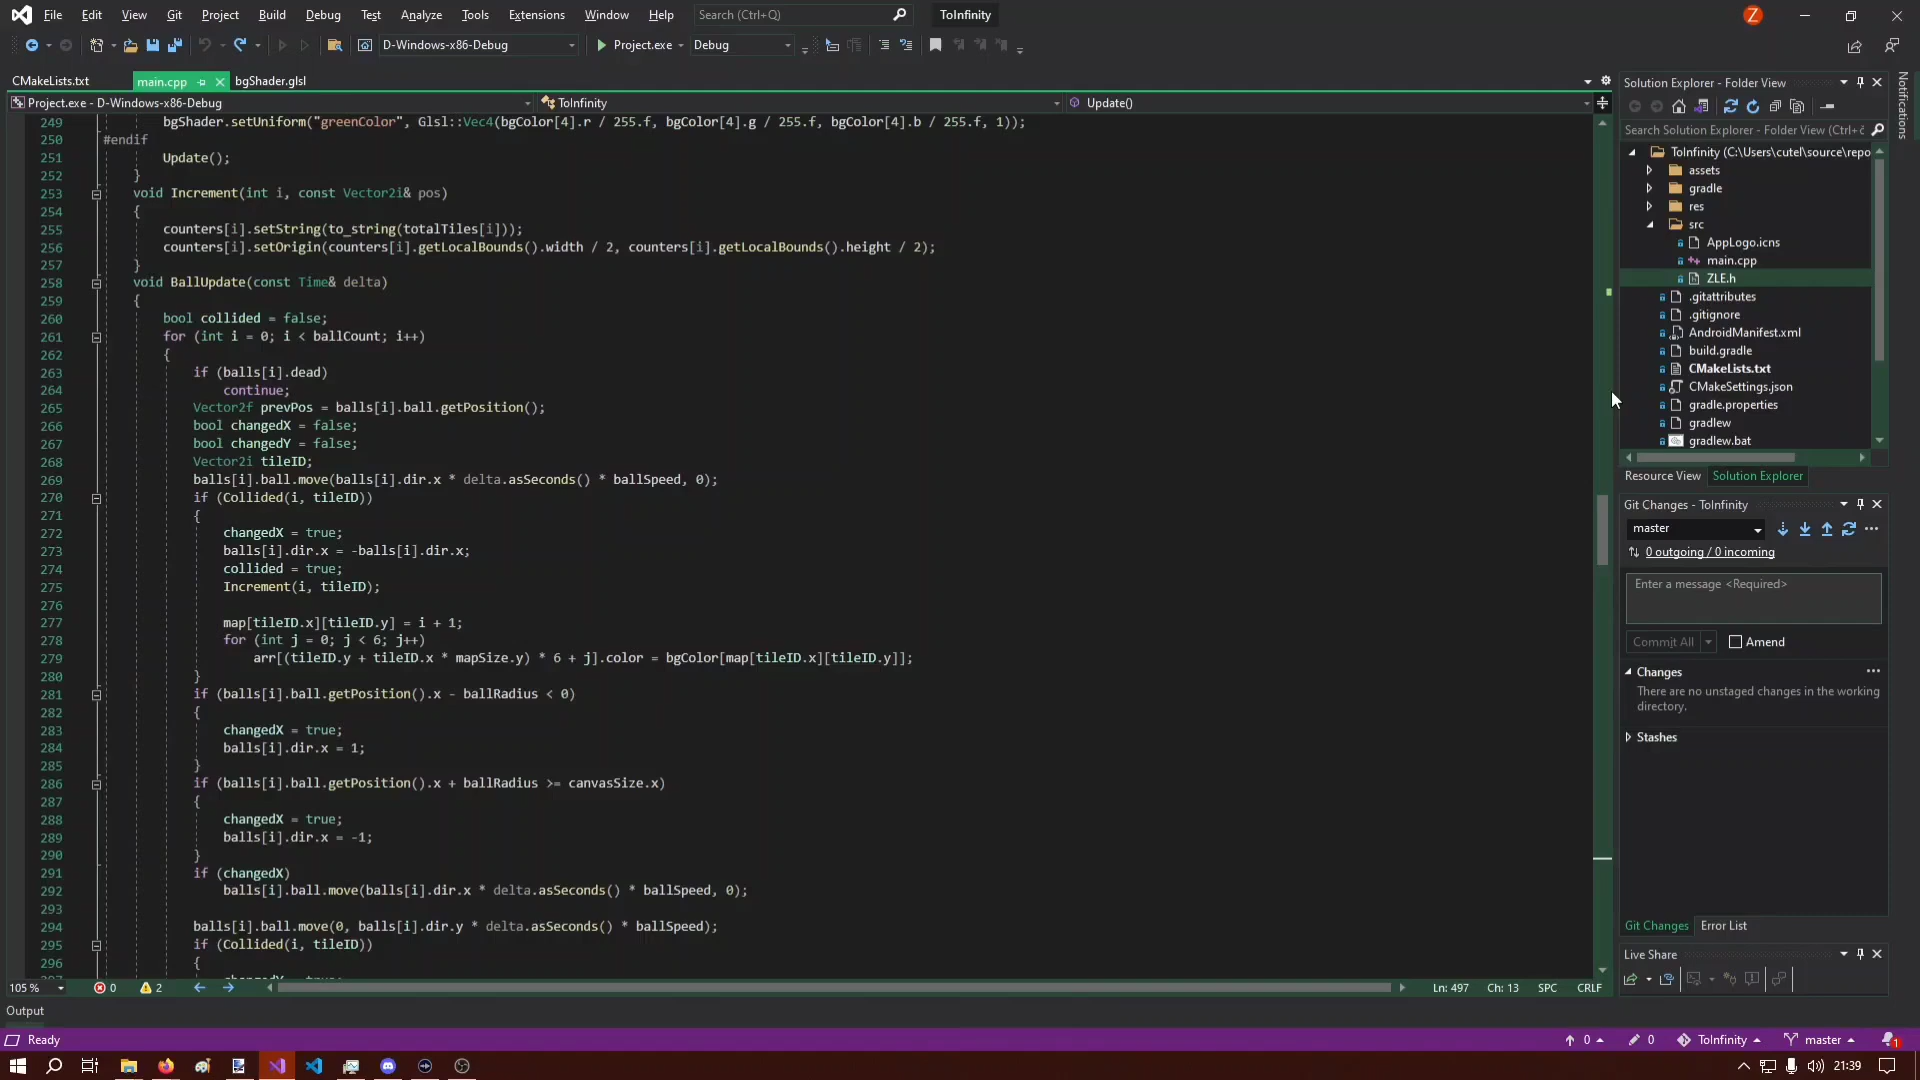 File Edit View Git Project Build Debug Test Analyze Tools Extensions Window Help Search (Ctrl+Q) ToInfinity Z
D-Windows-x86-Debug Project.exe Debug
CMakeLists.txt main.cpp bgShader.glsl
Project.exe - D-Windows-x86-Debug ToInfinity Update()
249 bgShader.setUniform("greenColor", Glsl::Vec4(bgColor[4].r / 255.f, bgColor[4].g / 255.f, bgColor[4].b / 255.f, 1));
250 #endif
251 Update();
252 }
253 void Increment(int i, const Vector2i& pos)
254 {
255 counters[i].setString(to_string(totalTiles[i]));
256 counters[i].setOrigin(counters[i].getLocalBounds().width / 2, counters[i].getLocalBounds().height / 2);
257 }
258 void BallUpdate(const Time& delta)
259 {
260 bool collided = false;
261 for (int i = 0; i < ballCount; i++)
262 {
263 if (balls[i].dead)
264 continue;
265 Vector2f prevPos = balls[i].ball.getPosition();
266 bool changedX = false;
267 bool changedY = false;
268 Vector2i tileID;
269 balls[i].ball.move(balls[i].dir.x * delta.asSeconds() * ballSpeed, 0);
270 if (Collided(i, tileID))
271 {
272 changedX = true;
273 balls[i].dir.x = -balls[i].dir.x;
274 collided = true;
275 Increment(i, tileID);
276
277 map[tileID.x][tileID.y] = i + 1;
278 for (int j = 0; j < 6; j++)
279 arr[(tileID.y + tileID.x * mapSize.y) * 6 + j].color = bgColor[map[tileID.x][tileID.y]];
280 }
281 if (balls[i].ball.getPosition().x - ballRadius < 0)
282 {
283 changedX = true;
284 balls[i].dir.x = 1;
285 }
286 if (balls[i].ball.getPosition().x + ballRadius >= canvasSize.x)
287 {
288 changedX = true;
289 balls[i].dir.x = -1;
290 }
291 if (changedX)
292 balls[i].ball.move(balls[i].dir.x * delta.asSeconds() * ballSpeed, 0);
293
294 balls[i].ball.move(0, balls[i].dir.y * delta.asSeconds() * ballSpeed);
295 if (Collided(i, tileID))
296 {
105 % 0 2 Ln: 497 Ch: 13 SPC CRLF
Output
Solution Explorer - Folder View
Search Solution Explorer - Folder View (Ctrl+č
ToInfinity (C:\Users\cutel\source\repo
assets
gradle
res
src
AppLogo.icns
main.cpp
ZLE.h
.gitattributes
.gitignore
AndroidManifest.xml
build.gradle
CMakeLists.txt
CMakeSettings.json
gradle.properties
gradlew
gradlew.bat
Resource View Solution Explorer
Git Changes - ToInfinity
master
0 outgoing / 0 incoming
Enter a message <Required>
Commit All Amend
Changes
There are no unstaged changes in the working
directory.
Stashes
Git Changes Error List
Live Share
Notifications
Ready 0 0 ToInfinity master 1
21:39